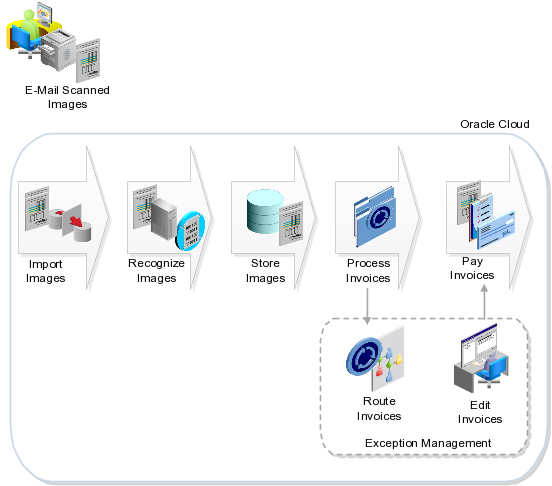 E-Mail Scanned
Images
Oracle Cloud
Import
Images
Recognize
Images
Store
Images
Process
Invoices
Pay
Invoices
Route
Invoices
Edit
Invoices
Exception Management